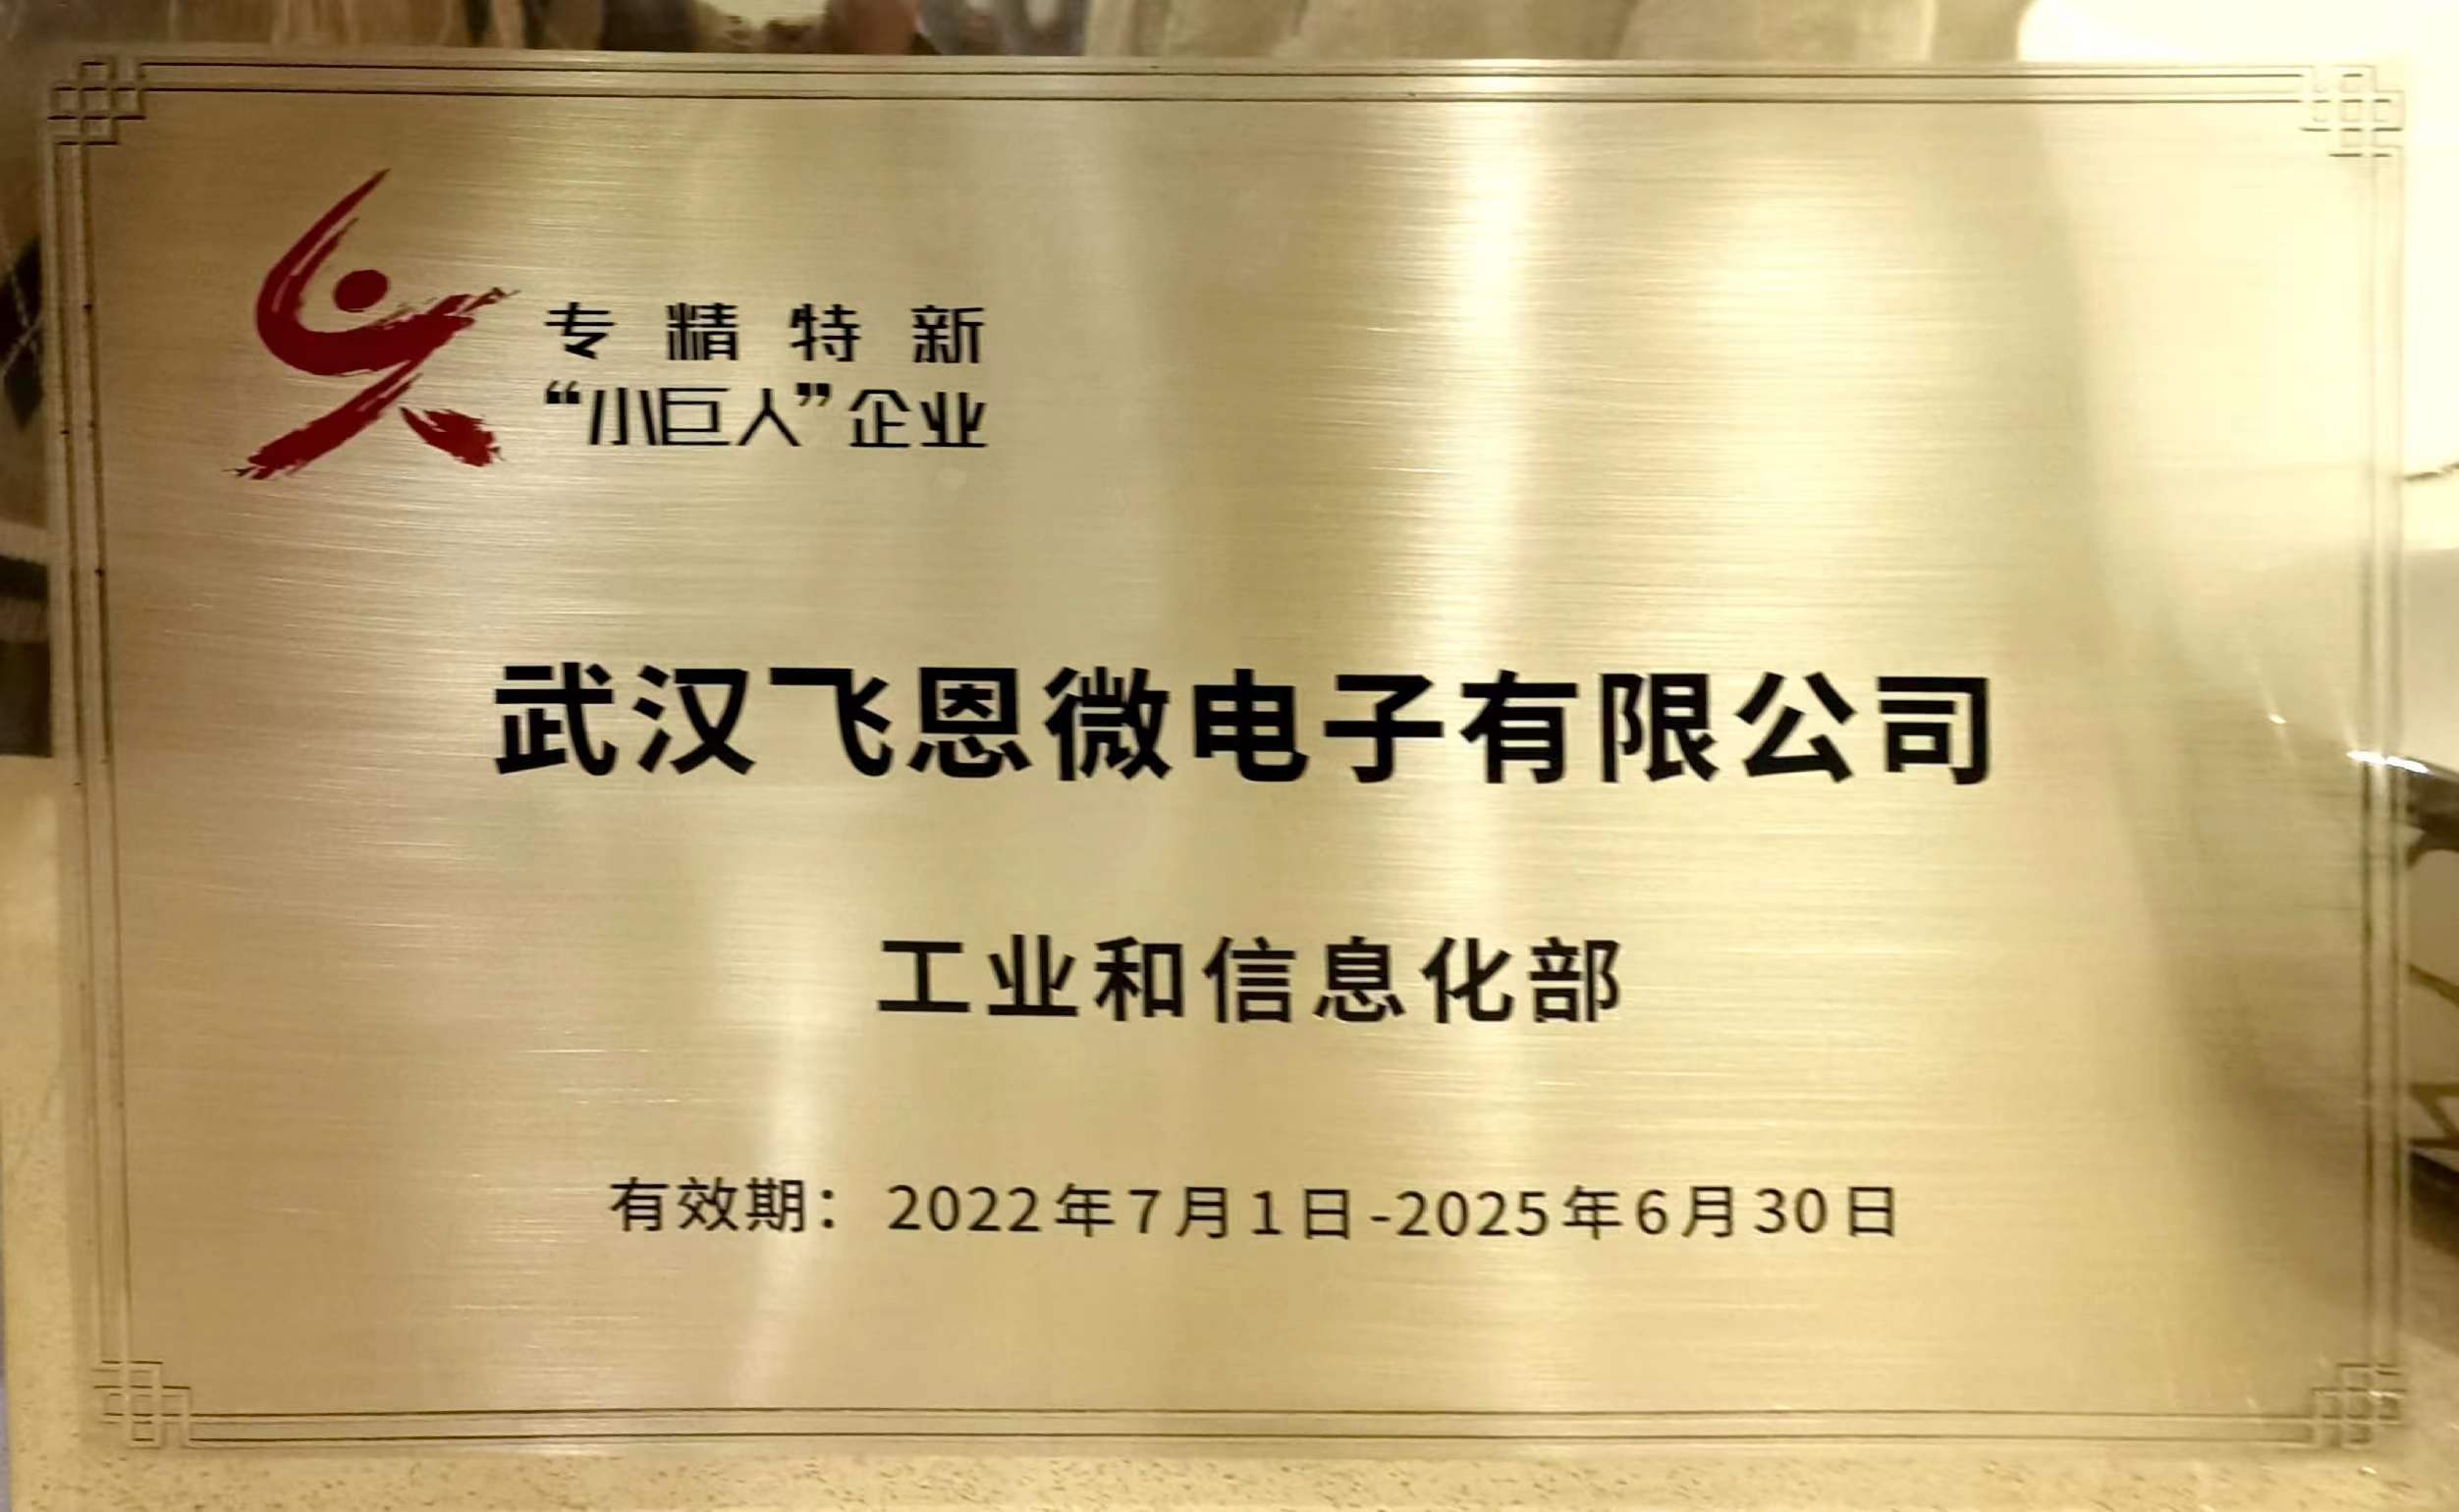 专精特新
“小巨人”企业
武汉飞恩微电子有限公司
工业和信息化部
有效期：2022年7月1日-2025年6月30日